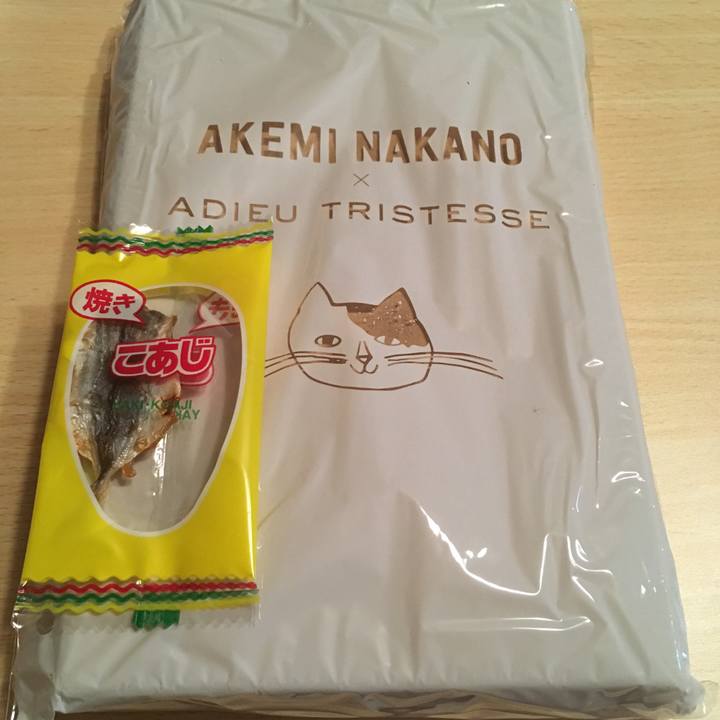 AKEMI NAKANO
×
ADIEU TRISTESSE
焼き
こあじ